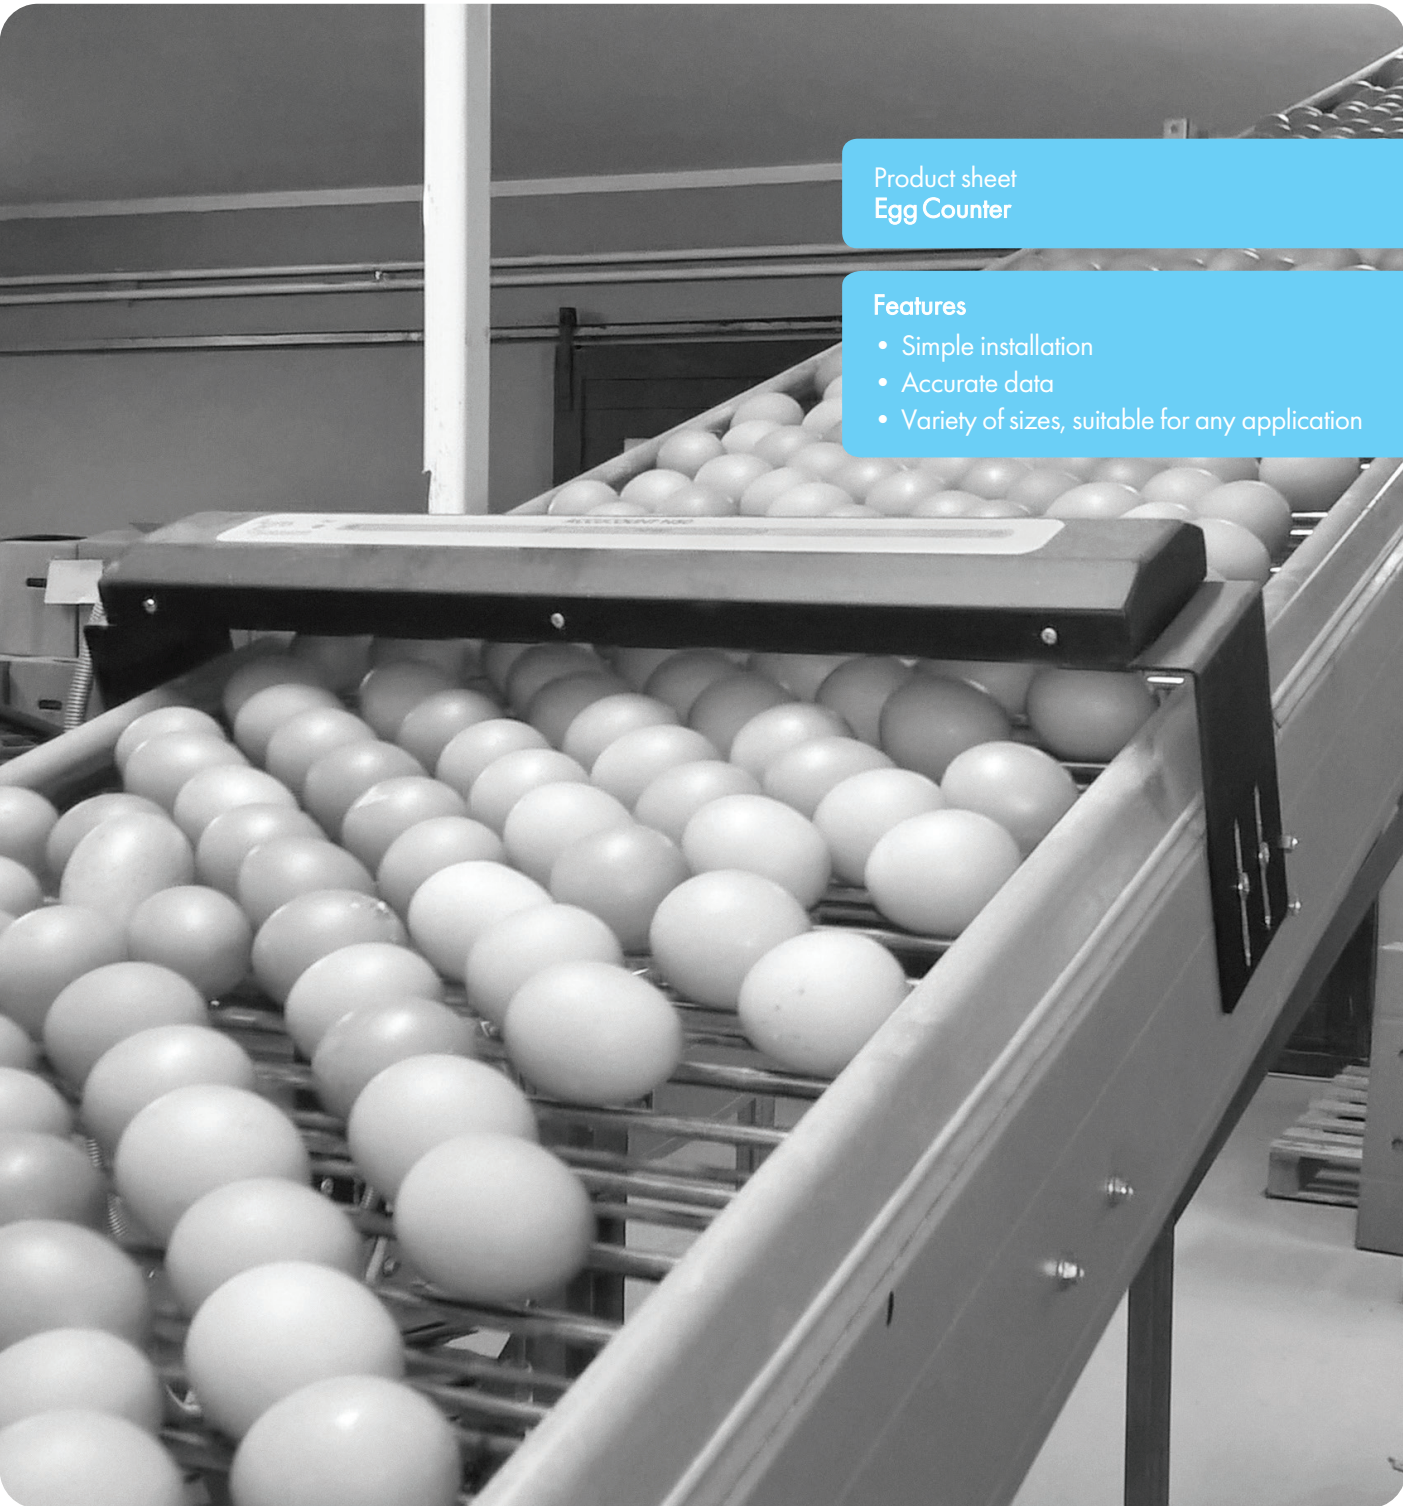 Product sheet
Egg Counter
Features
• Simple installation
• Accurate data
• Variety of sizes, suitable for any application